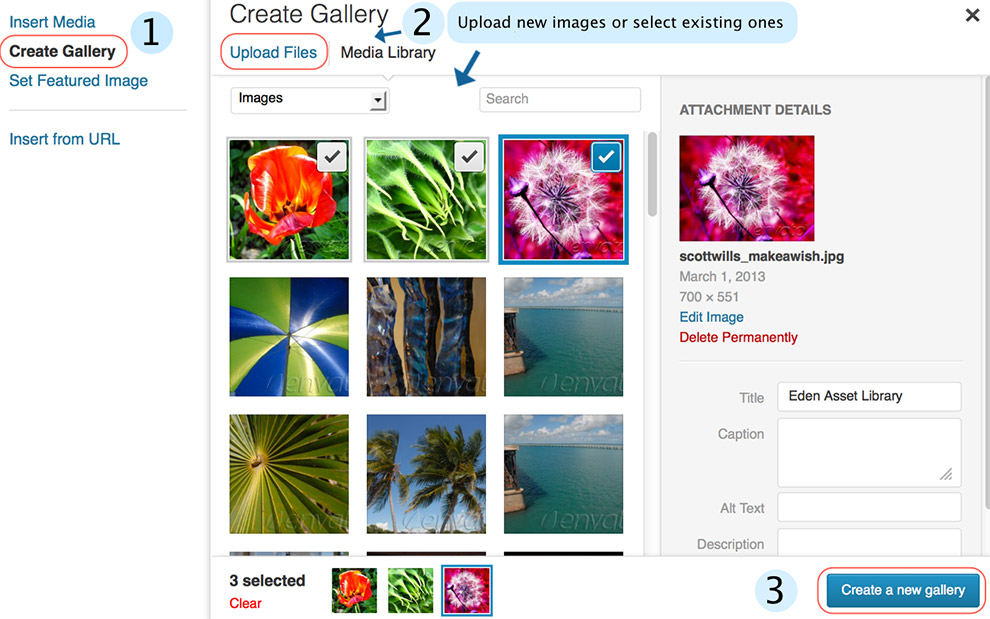 Insert Media
Create Gallery
1
Set Featured Image
Insert from URL
Create Gallery
2
Upload new images or select existing ones
Upload Files
Media Library
Images
Search
ATTACHMENT DETAILS
scottwills_makeawish.jpg
March 1, 2013
700 × 551
Edit Image
Delete Permanently
Title
Eden Asset Library
Caption
Alt Text
Description
3 selected
Clear
3
Create a new gallery